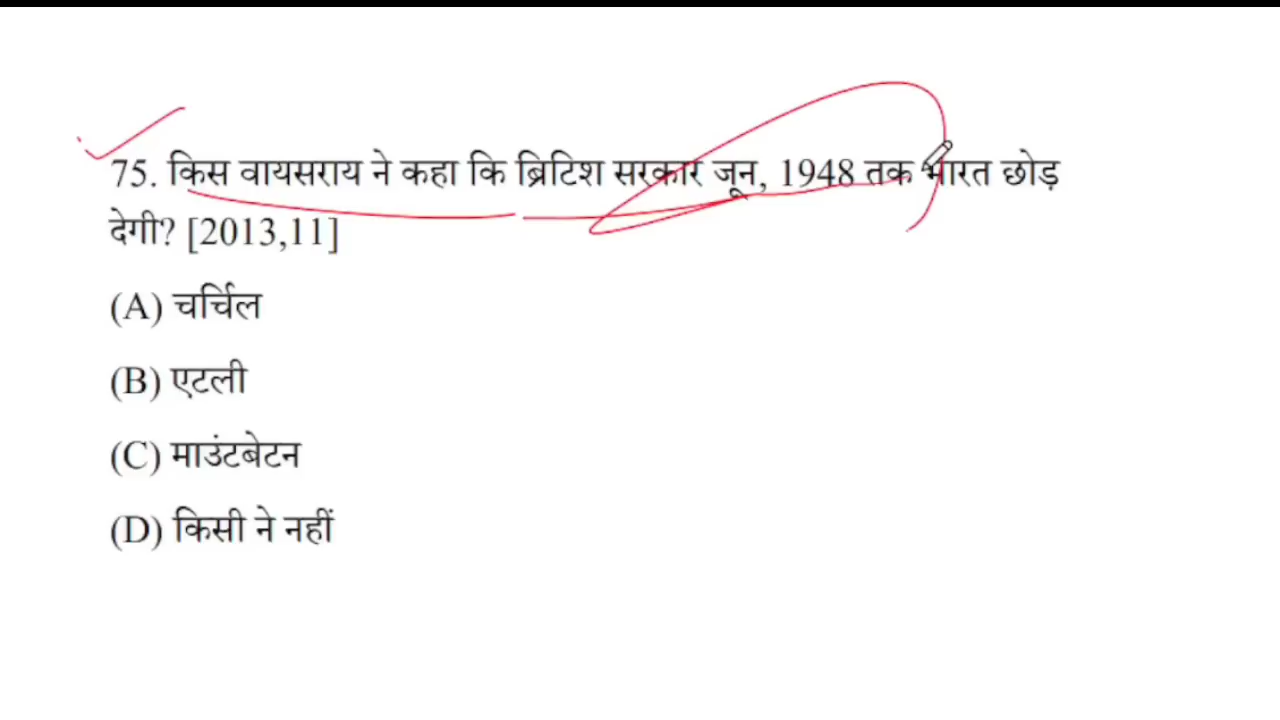 75. किस वायसराय ने कहा कि ब्रिटिश सरकार जून, 1948 तक भारत छोड़
देगी? [2013,11]
(A) चर्चिल
(B) एटली
(C) माउंटबेटन
(D) किसी ने नहीं